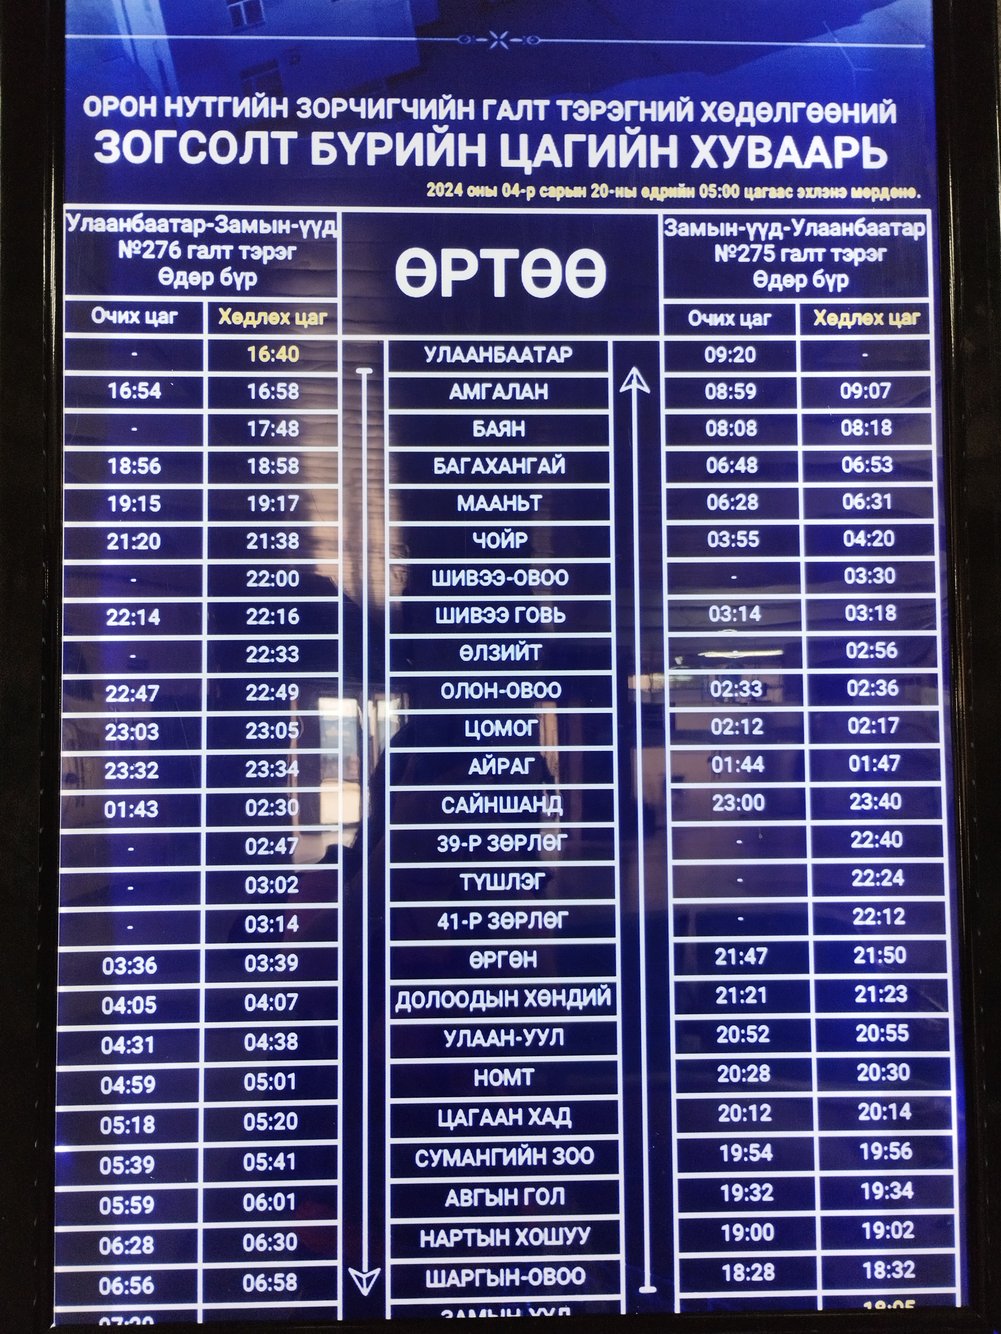 ОРОН НУТГИЙН ЗОРЧИГЧИЙН ГАЛТ ТЭРЭГНИЙ ХӨДӨЛГӨӨНИЙ
ЗОГСОЛТ БҮРИЙН ЦАГИЙН ХУВААРЬ
2024 оны 04-р сарын 20-ны өдрийн 05:00 цагаас эхлэнэ мөрдөнө.
Улаанбаатар-Замын-үүд
№276 галт тэрэг
Өдөр бүр
ӨРТӨӨ
Замын-үүд-Улаанбаатар
№275 галт тэрэг
Өдөр бүр
Очих цаг Хөдлөх цаг Очих цаг Хөдлөх цаг
- 16:40 УЛААНБААТАР 09:20 -
16:54 16:58 АМГАЛАН 08:59 09:07
- 17:48 БАЯН 08:08 08:18
18:56 18:58 БАГАХАНГАЙ 06:48 06:53
19:15 19:17 МААНЬТ 06:28 06:31
21:20 21:38 ЧОЙР 03:55 04:20
- 22:00 ШИВЭЭ-ОВОО - 03:30
22:14 22:16 ШИВЭЭ ГОВЬ 03:14 03:18
- 22:33 ӨЛЗИЙТ 02:56
22:47 22:49 ОЛОН-ОВОО 02:33 02:36
23:03 23:05 ЦОМОГ 02:12 02:17
23:32 23:34 АЙРАГ 01:44 01:47
01:43 02:30 САЙНШАНД 23:00 23:40
- 02:47 39-Р ЗӨРЛӨГ - 22:40
- 03:02 ТҮШЛЭГ - 22:24
- 03:14 41-Р ЗӨРЛӨГ - 22:12
03:36 03:39 ӨРГӨН 21:47 21:50
04:05 04:07 ДОЛООДЫН ХӨНДИЙ 21:21 21:23
04:31 04:38 УЛААН-УУЛ 20:52 20:55
04:59 05:01 НОМТ 20:28 20:30
05:18 05:20 ЦАГААН ХАД 20:12 20:14
05:39 05:41 СУМАНГИЙН ЗОО 19:54 19:56
05:59 06:01 АВГЫН ГОЛ 19:32 19:34
06:28 06:30 НАРТЫН ХОШУУ 19:00 19:02
06:56 06:58 ШАРГЫН-ОВОО 18:28 18:32
07:20 ЗАМЫН-ҮҮД 18:05